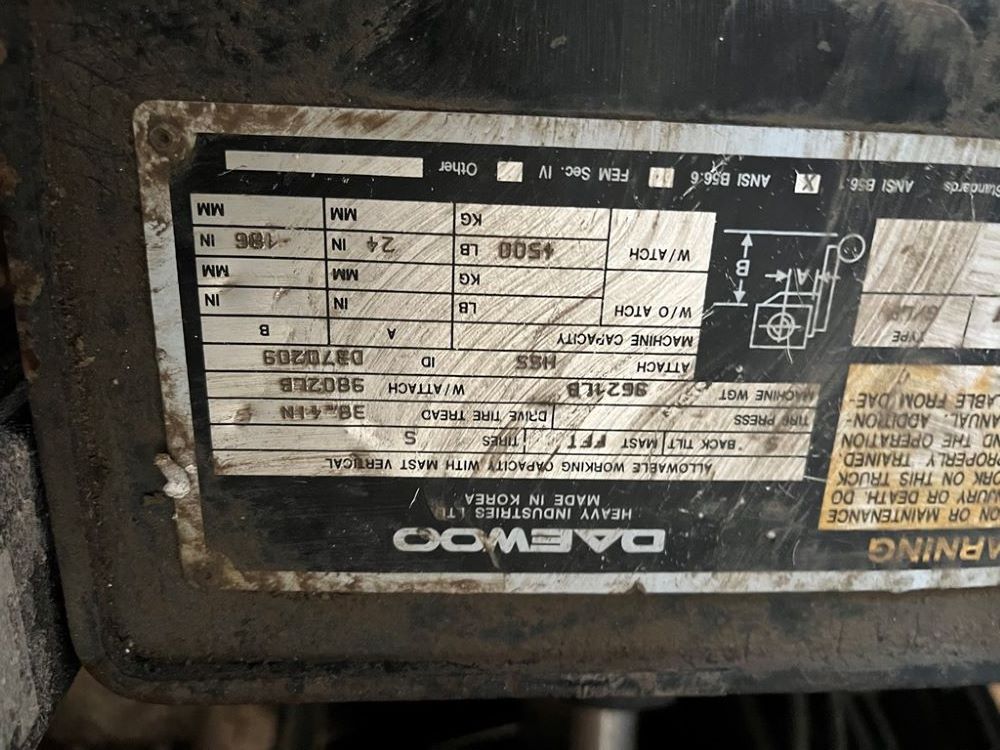 DAEWOO
HEAVY INDUSTRIES LTD
MADE IN KOREA
ALLOWABLE WORKING CAPACITY WITH MAST VERTICAL
BACK TILT MAST FFT TIRES S
TIRE PRESS DRIVE TIRE TREAD 38.4IN
MACHINE WGT 9621LB W/ATTACH 9802LB
ATTACH HSS ID D370209
MACHINE CAPACITY A B
W/O ATCH LB IN IN
KG MM MM
W/ATCH 4500 LB 24 IN 186 IN
KG MM MM
Standards ANSI B56. X ANSI B56.6 FEM Sec. IV Other
ARNING
ON OR MAINTENANCE
JURY OR DEATH. DO
ORK ON THIS TRUCK
PROPERLY TRAINED.
ND THE OPERATION
ANUAL. ADDITION-
ABLE FROM DAE-
TYPE
A
B